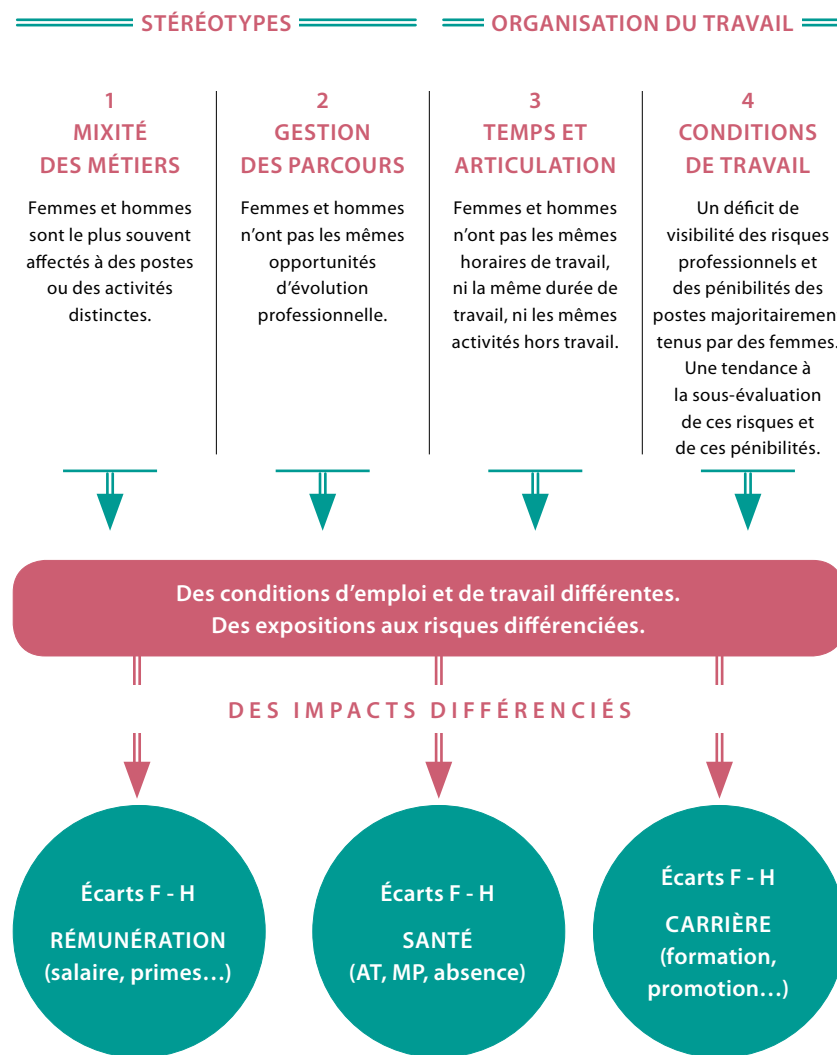 STÉRÉOTYPES
ORGANISATION DU TRAVAIL
1
MIXITÉ
DES MÉTIERS
Femmes et hommes
sont le plus souvent
affectés à des postes
ou des activités
distinctes.
2
GESTION
DES PARCOURS
Femmes et hommes
n'ont pas les mêmes
opportunités
d'évolution
professionnelle.
3
TEMPS ET
ARTICULATION
Femmes et hommes
n'ont pas les mêmes
horaires de travail,
ni la même durée de
travail, ni les mêmes
activités hors travail.
4
CONDITIONS
DE TRAVAIL
Un déficit de
visibilité des risques
professionnels et
des pénibilités des
postes majoritairemen
tenus par des femmes.
Une tendance à
la sous-évaluation
de ces risques et
de ces pénibilités.
Des conditions d'emploi et de travail différentes.
Des expositions aux risques différenciées.
DES IMPACTS DIFFÉRENCIÉS
Écarts F - H
RÉMUNÉRATION
(salaire, primes…)
Écarts F - H
SANTÉ
(AT, MP, absence)
Écarts F - H
CARRIÈRE
(formation,
promotion…)